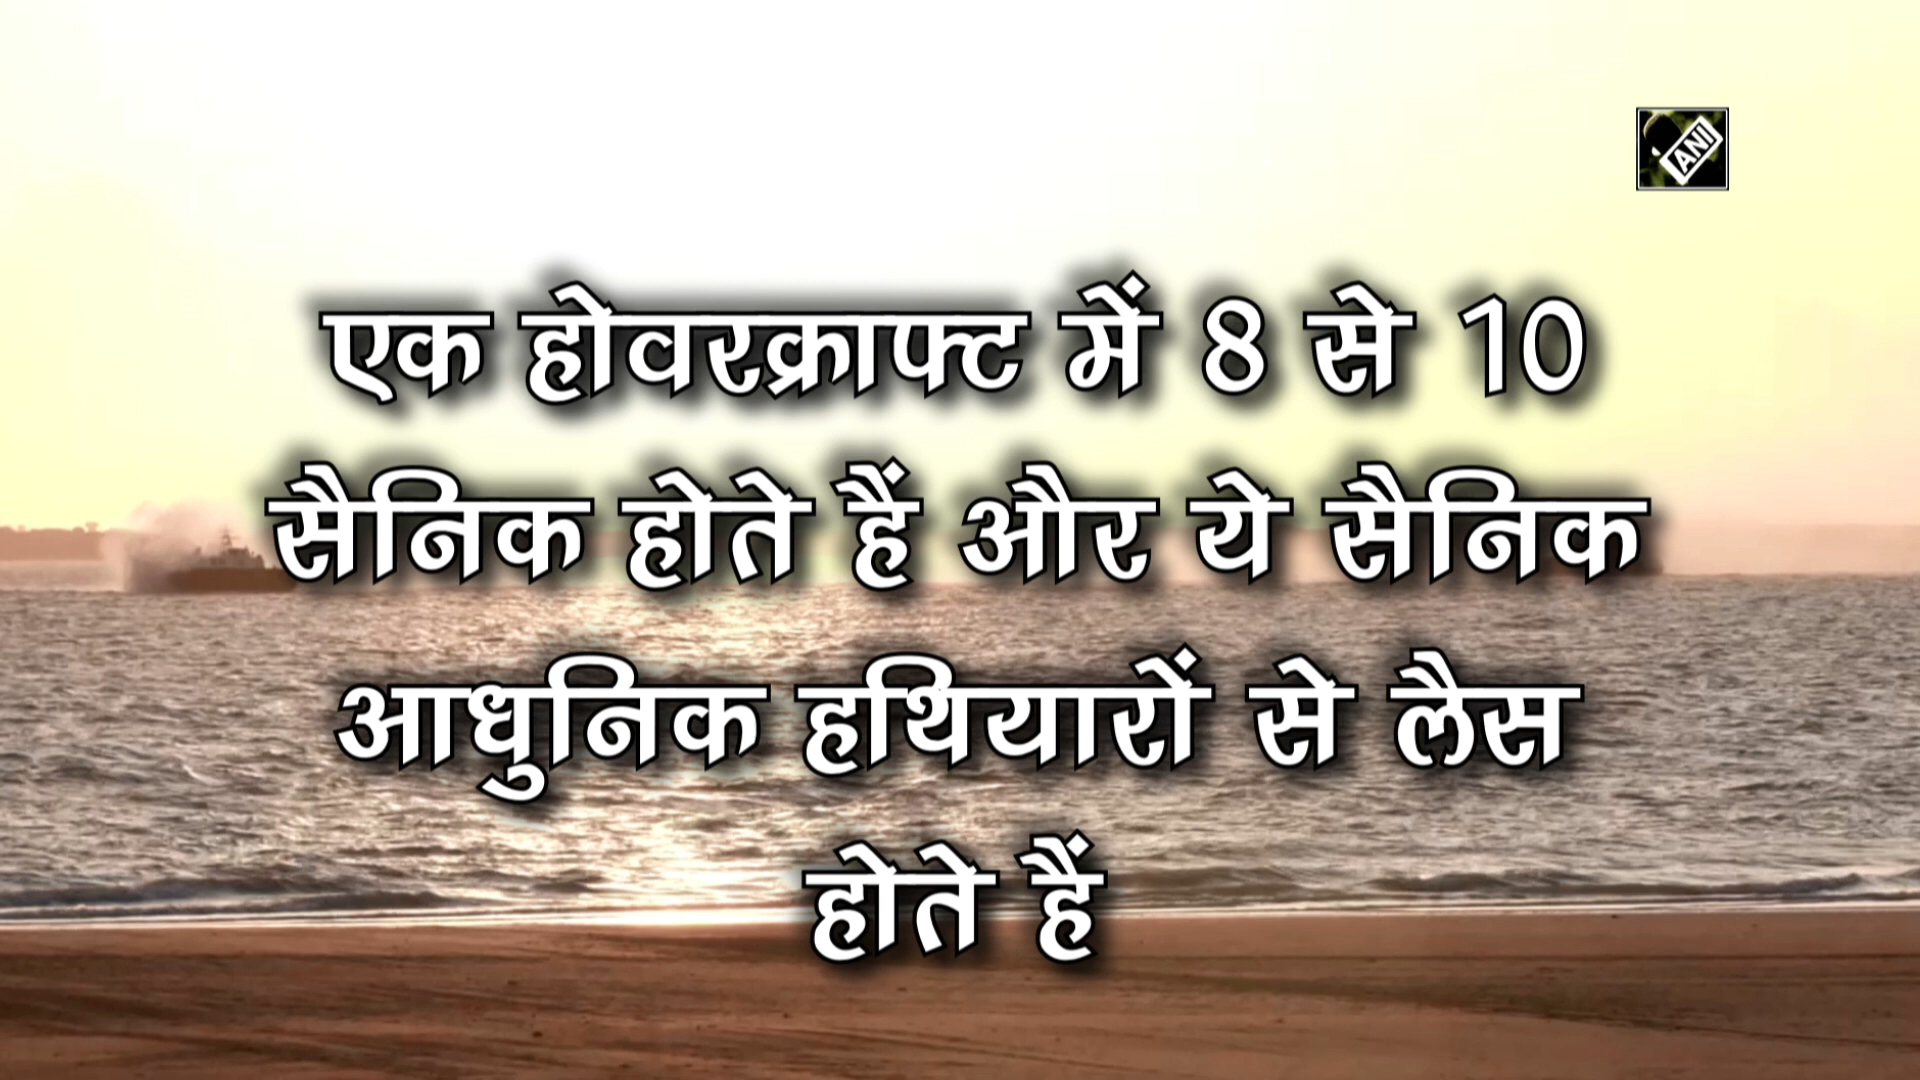 ANI
एक होवरक्राफ्ट में 8 से 10
सैनिक होते हैं और ये सैनिक
आधुनिक हथियारों से लैस
होते हैं